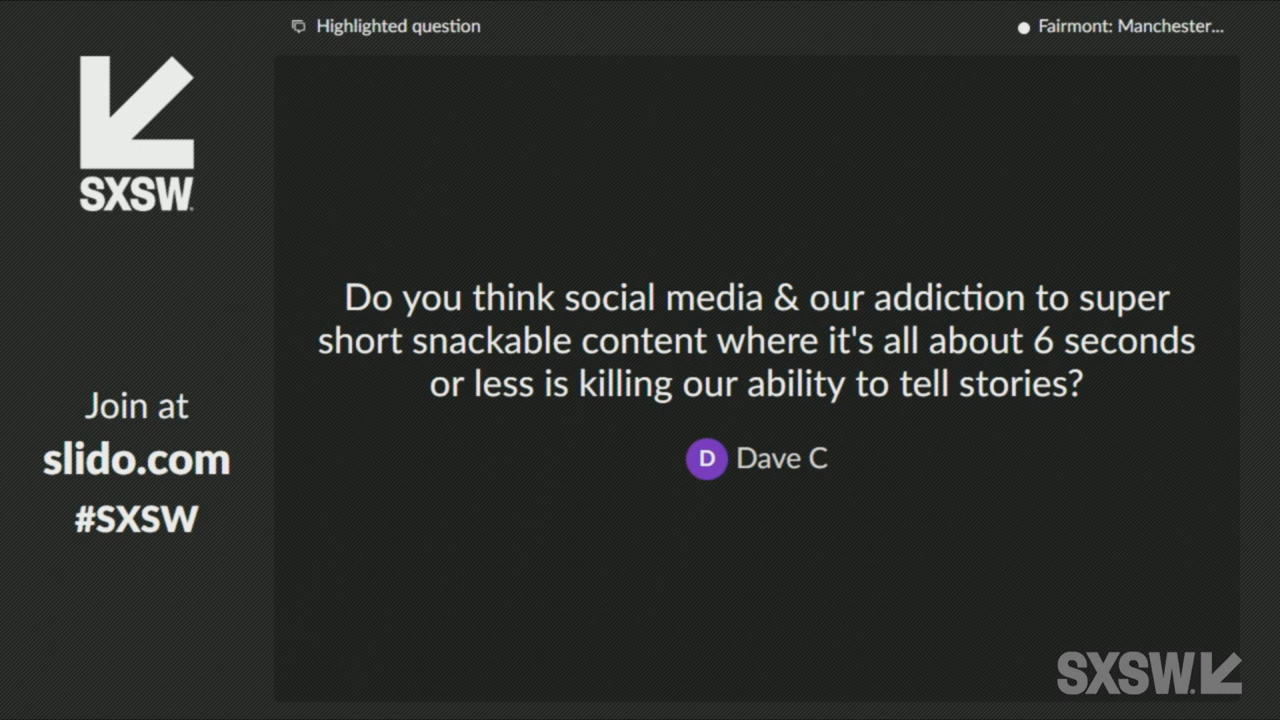 Highlighted question
Fairmont: Manchester...
SXSW.
Do you think social media & our addiction to super
short snackable content where it's all about 6 seconds
or less is killing our ability to tell stories?
D Dave C
Join at
slido.com
#SXSW
SXSW.